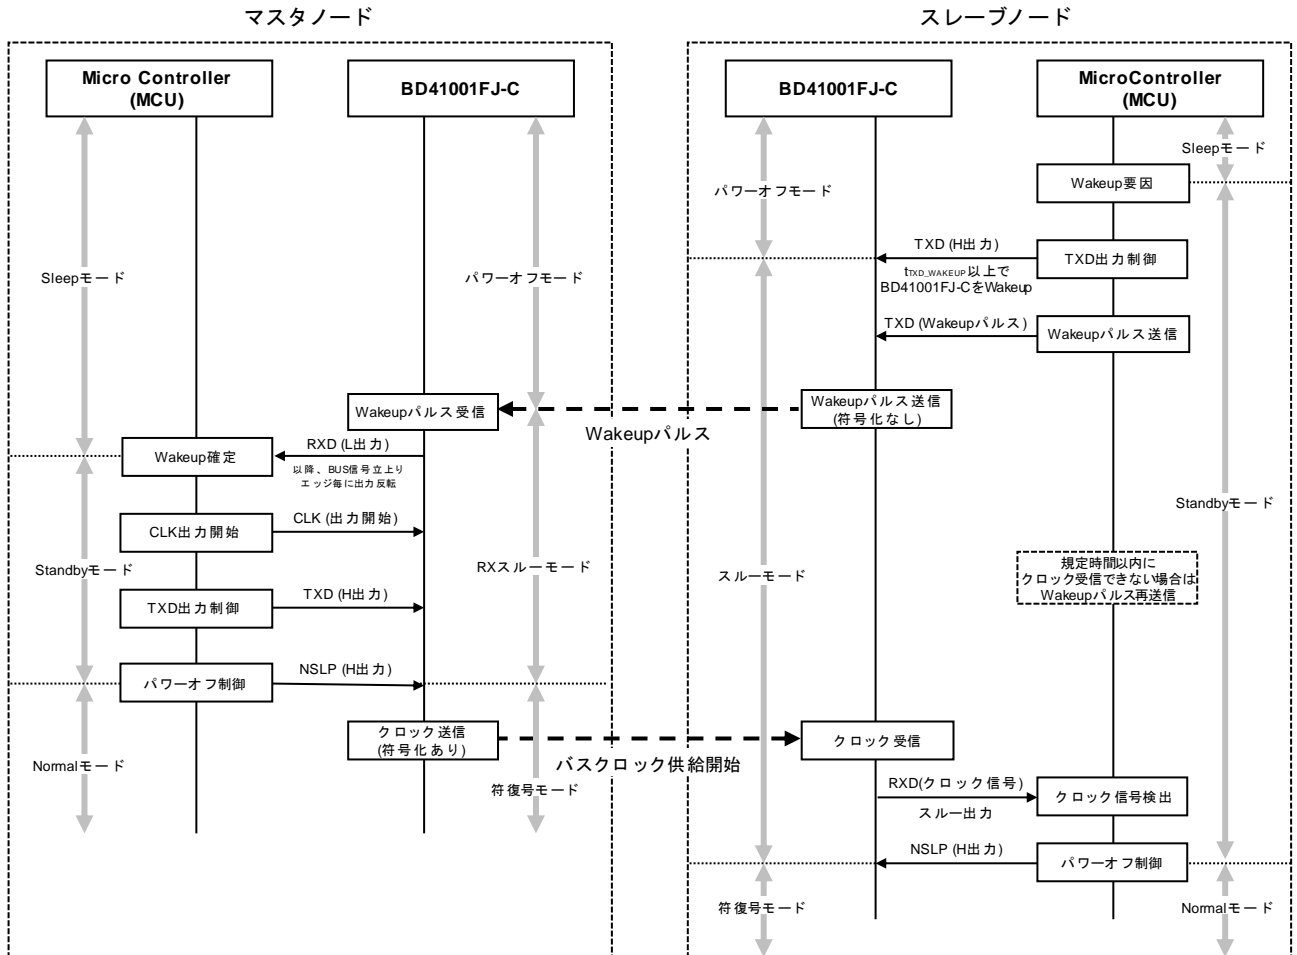 マスタノード
スレーブノード
Micro Controller
(MCU)
BD41001FJ-C
BD41001FJ-C
MicroController
(MCU)
Sleepモード
Wakeup要因
パワーオフモード
TXD (H出力)
TXD出力制御
tTXD_WAKEUP以上で
BD41001FJ-CをWakeup
Sleepモード
パワーオフモード
TXD (Wakeupパルス)
Wakeupパルス送信
Wakeupパルス受信
Wakeupパルス送信
(符号化なし)
Wakeupパルス
RXD (L出力)
Wakeup確定
以降、BUS信号立上り
エッジ毎に出力反転
Standbyモード
CLK出力開始
CLK (出力開始)
Standbyモード
RXスルーモード
スルーモード
規定時間以内に
クロック受信できない場合は
Wakeupパルス再送信
TXD出力制御
TXD (H出力)
NSLP (H出力)
パワーオフ制御
クロック送信
(符号化あり)
クロック受信
バスクロック供給開始
Normalモード
符復号モード
RXD(クロック信号)
スルー出力
クロック信号検出
NSLP (H出力)
パワーオフ制御
符復号モード
Normalモード